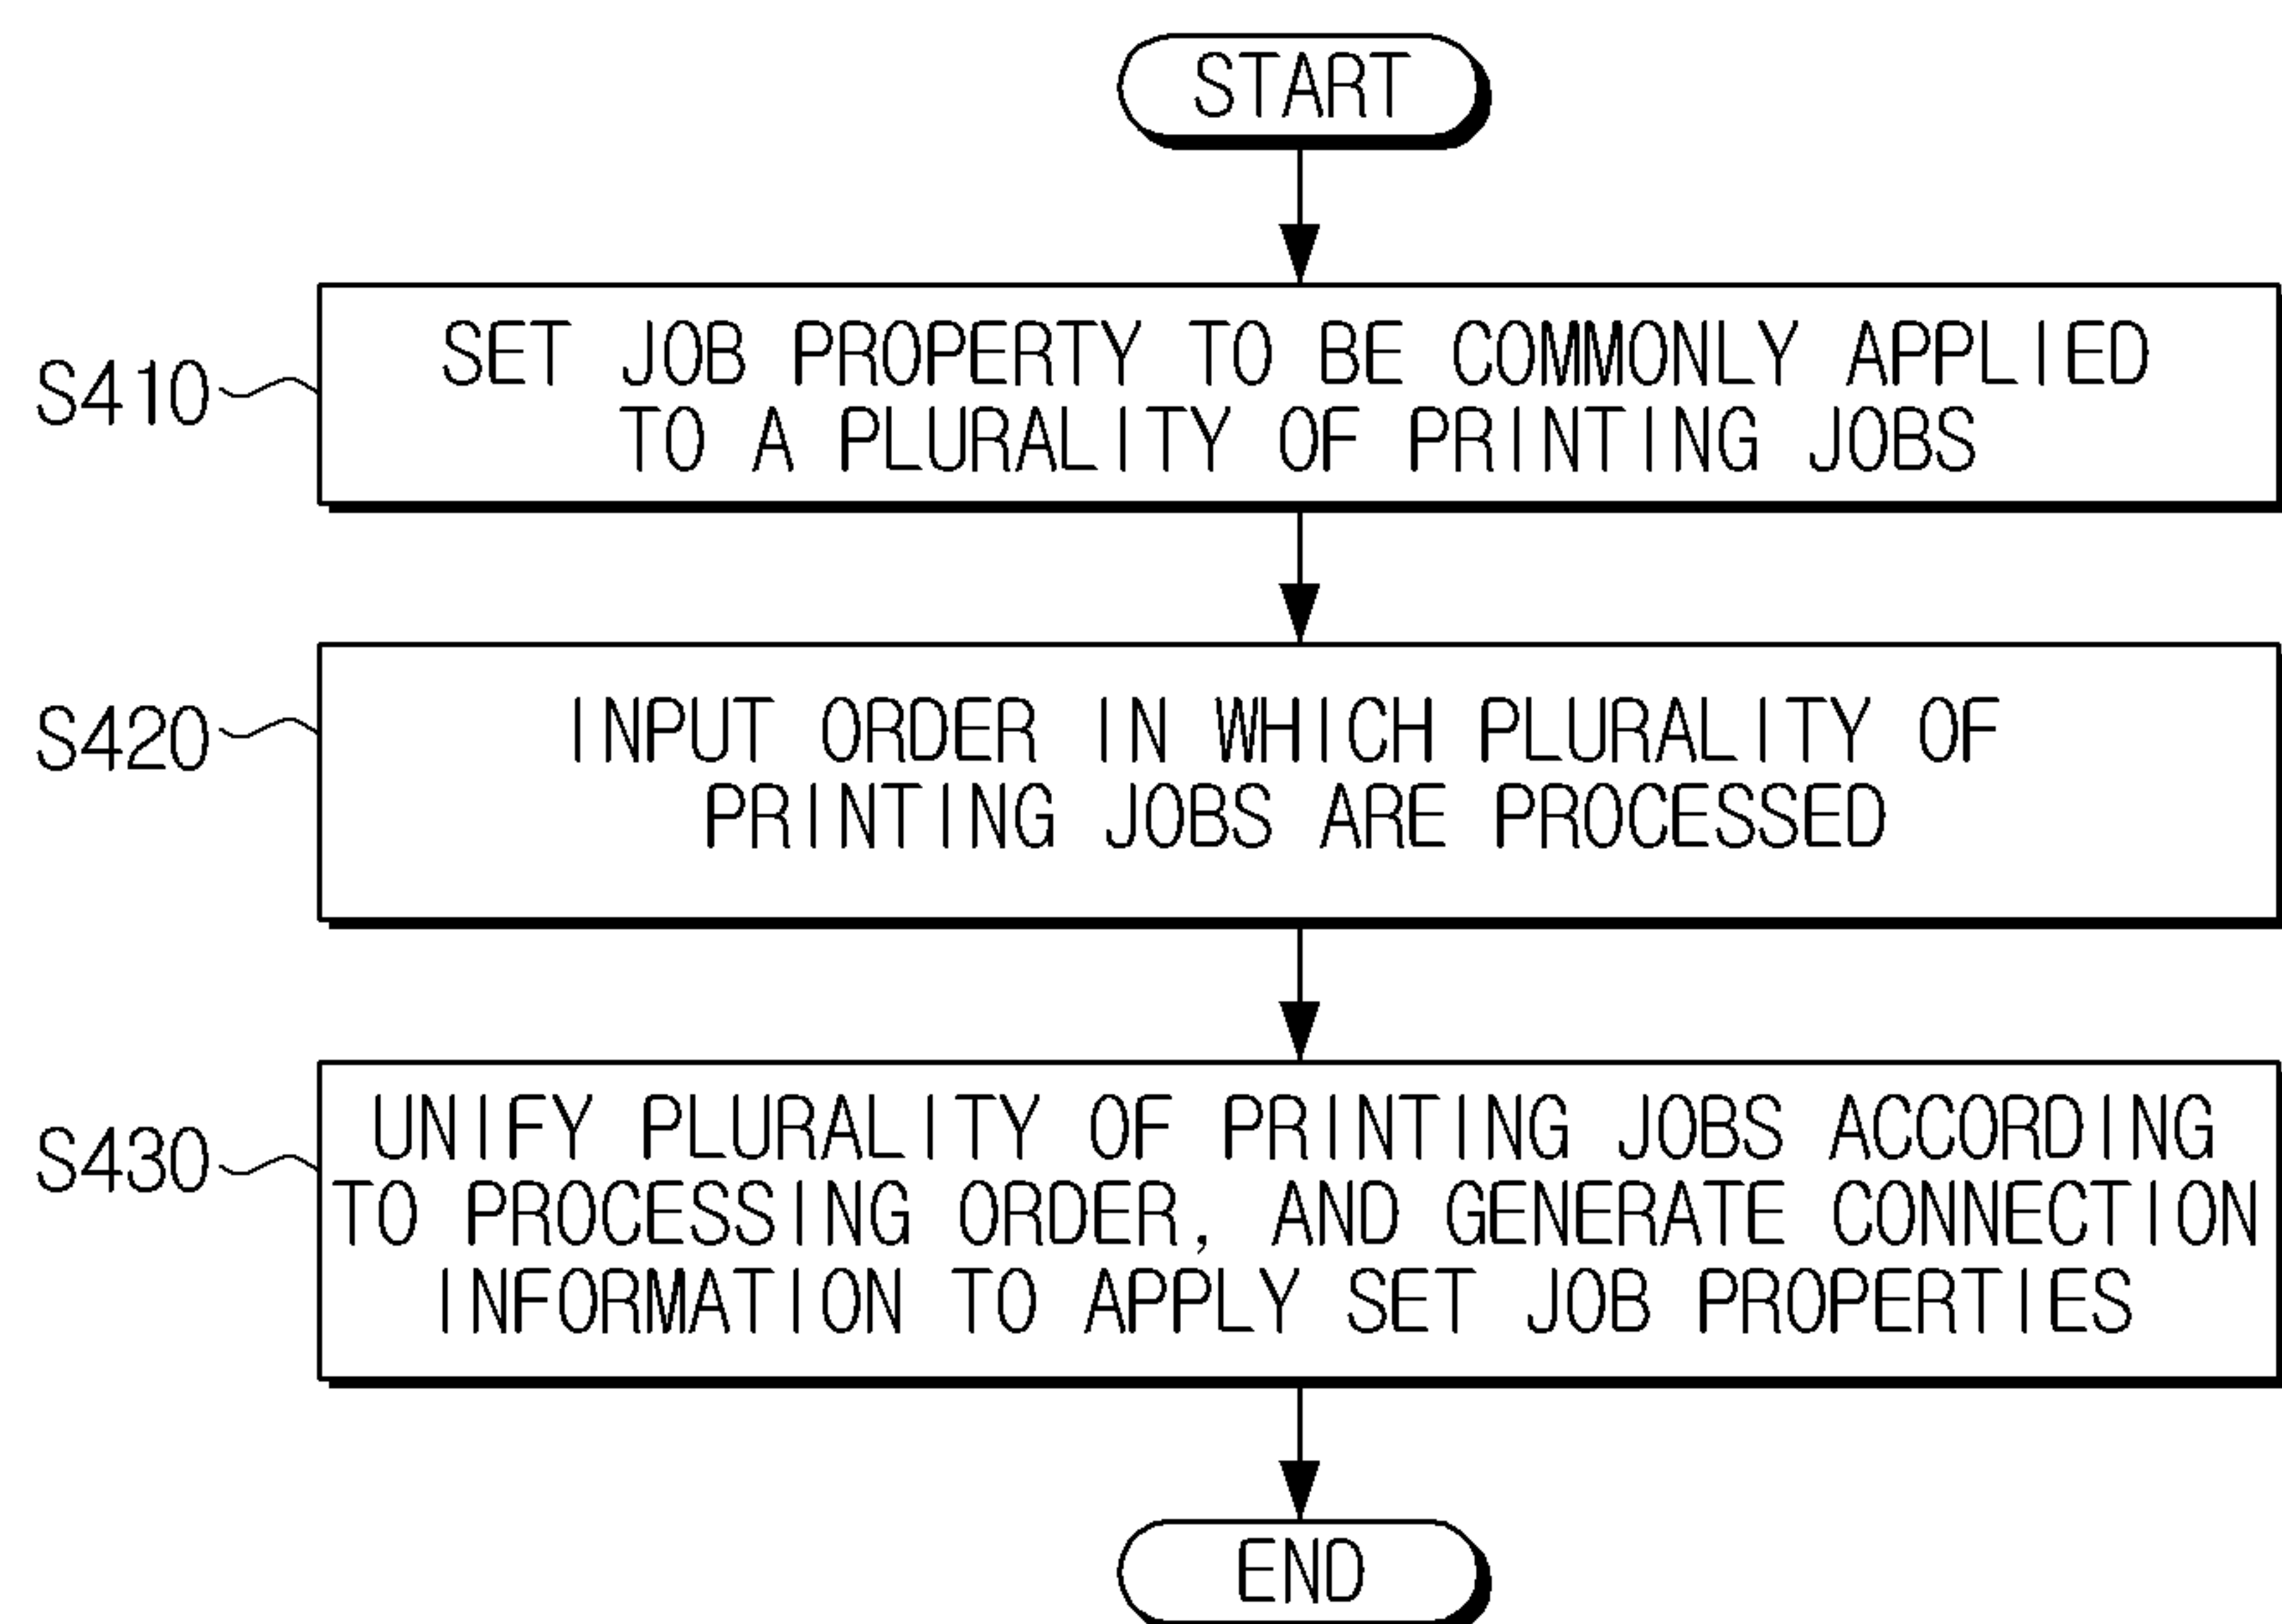 START
S410
SET JOB PROPERTY TO BE COMMONLY APPLIED
TO A PLURALITY OF PRINTING JOBS
S420
INPUT ORDER IN WHICH PLURALITY OF
PRINTING JOBS ARE PROCESSED
S430
UNIFY PLURALITY OF PRINTING JOBS ACCORDING
TO PROCESSING ORDER, AND GENERATE CONNECTION
INFORMATION TO APPLY SET JOB PROPERTIES
END